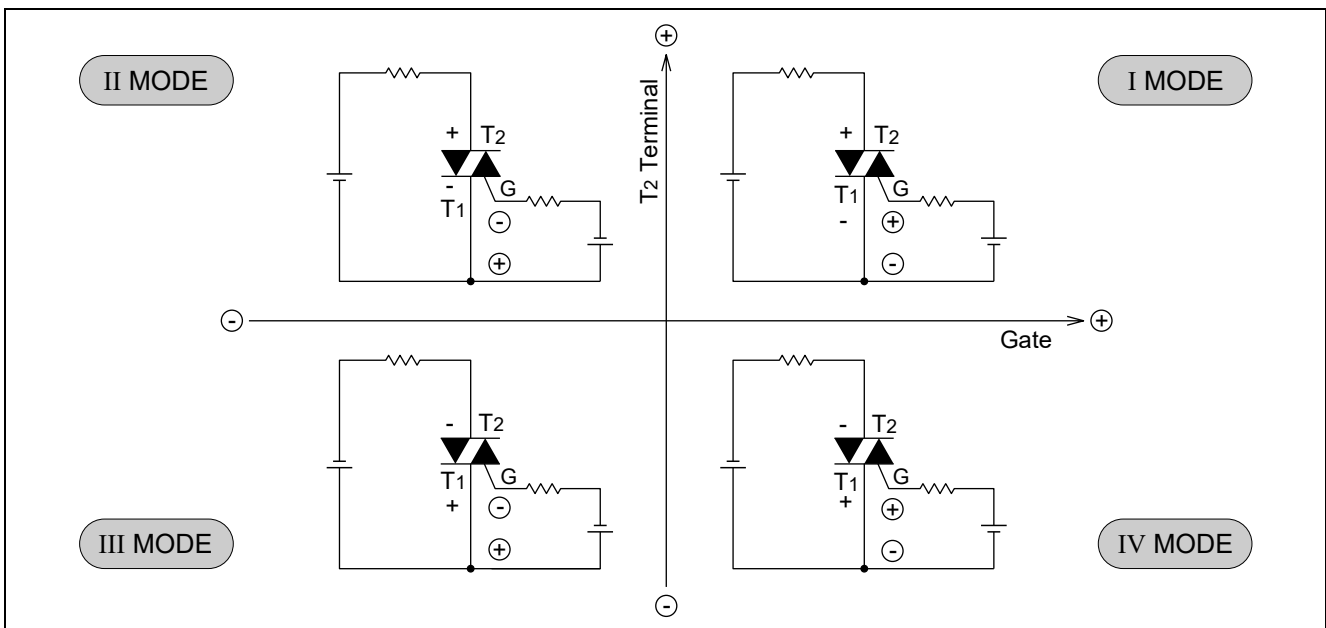 +
II MODE
I MODE
T2 Terminal
+ T2
- G
T1
-
+
+ T2
T1 G
- +
-
-
+
Gate
- T2
T1 G
+ -
+
- T2
T1 G
+ +
-
III MODE
IV MODE
-